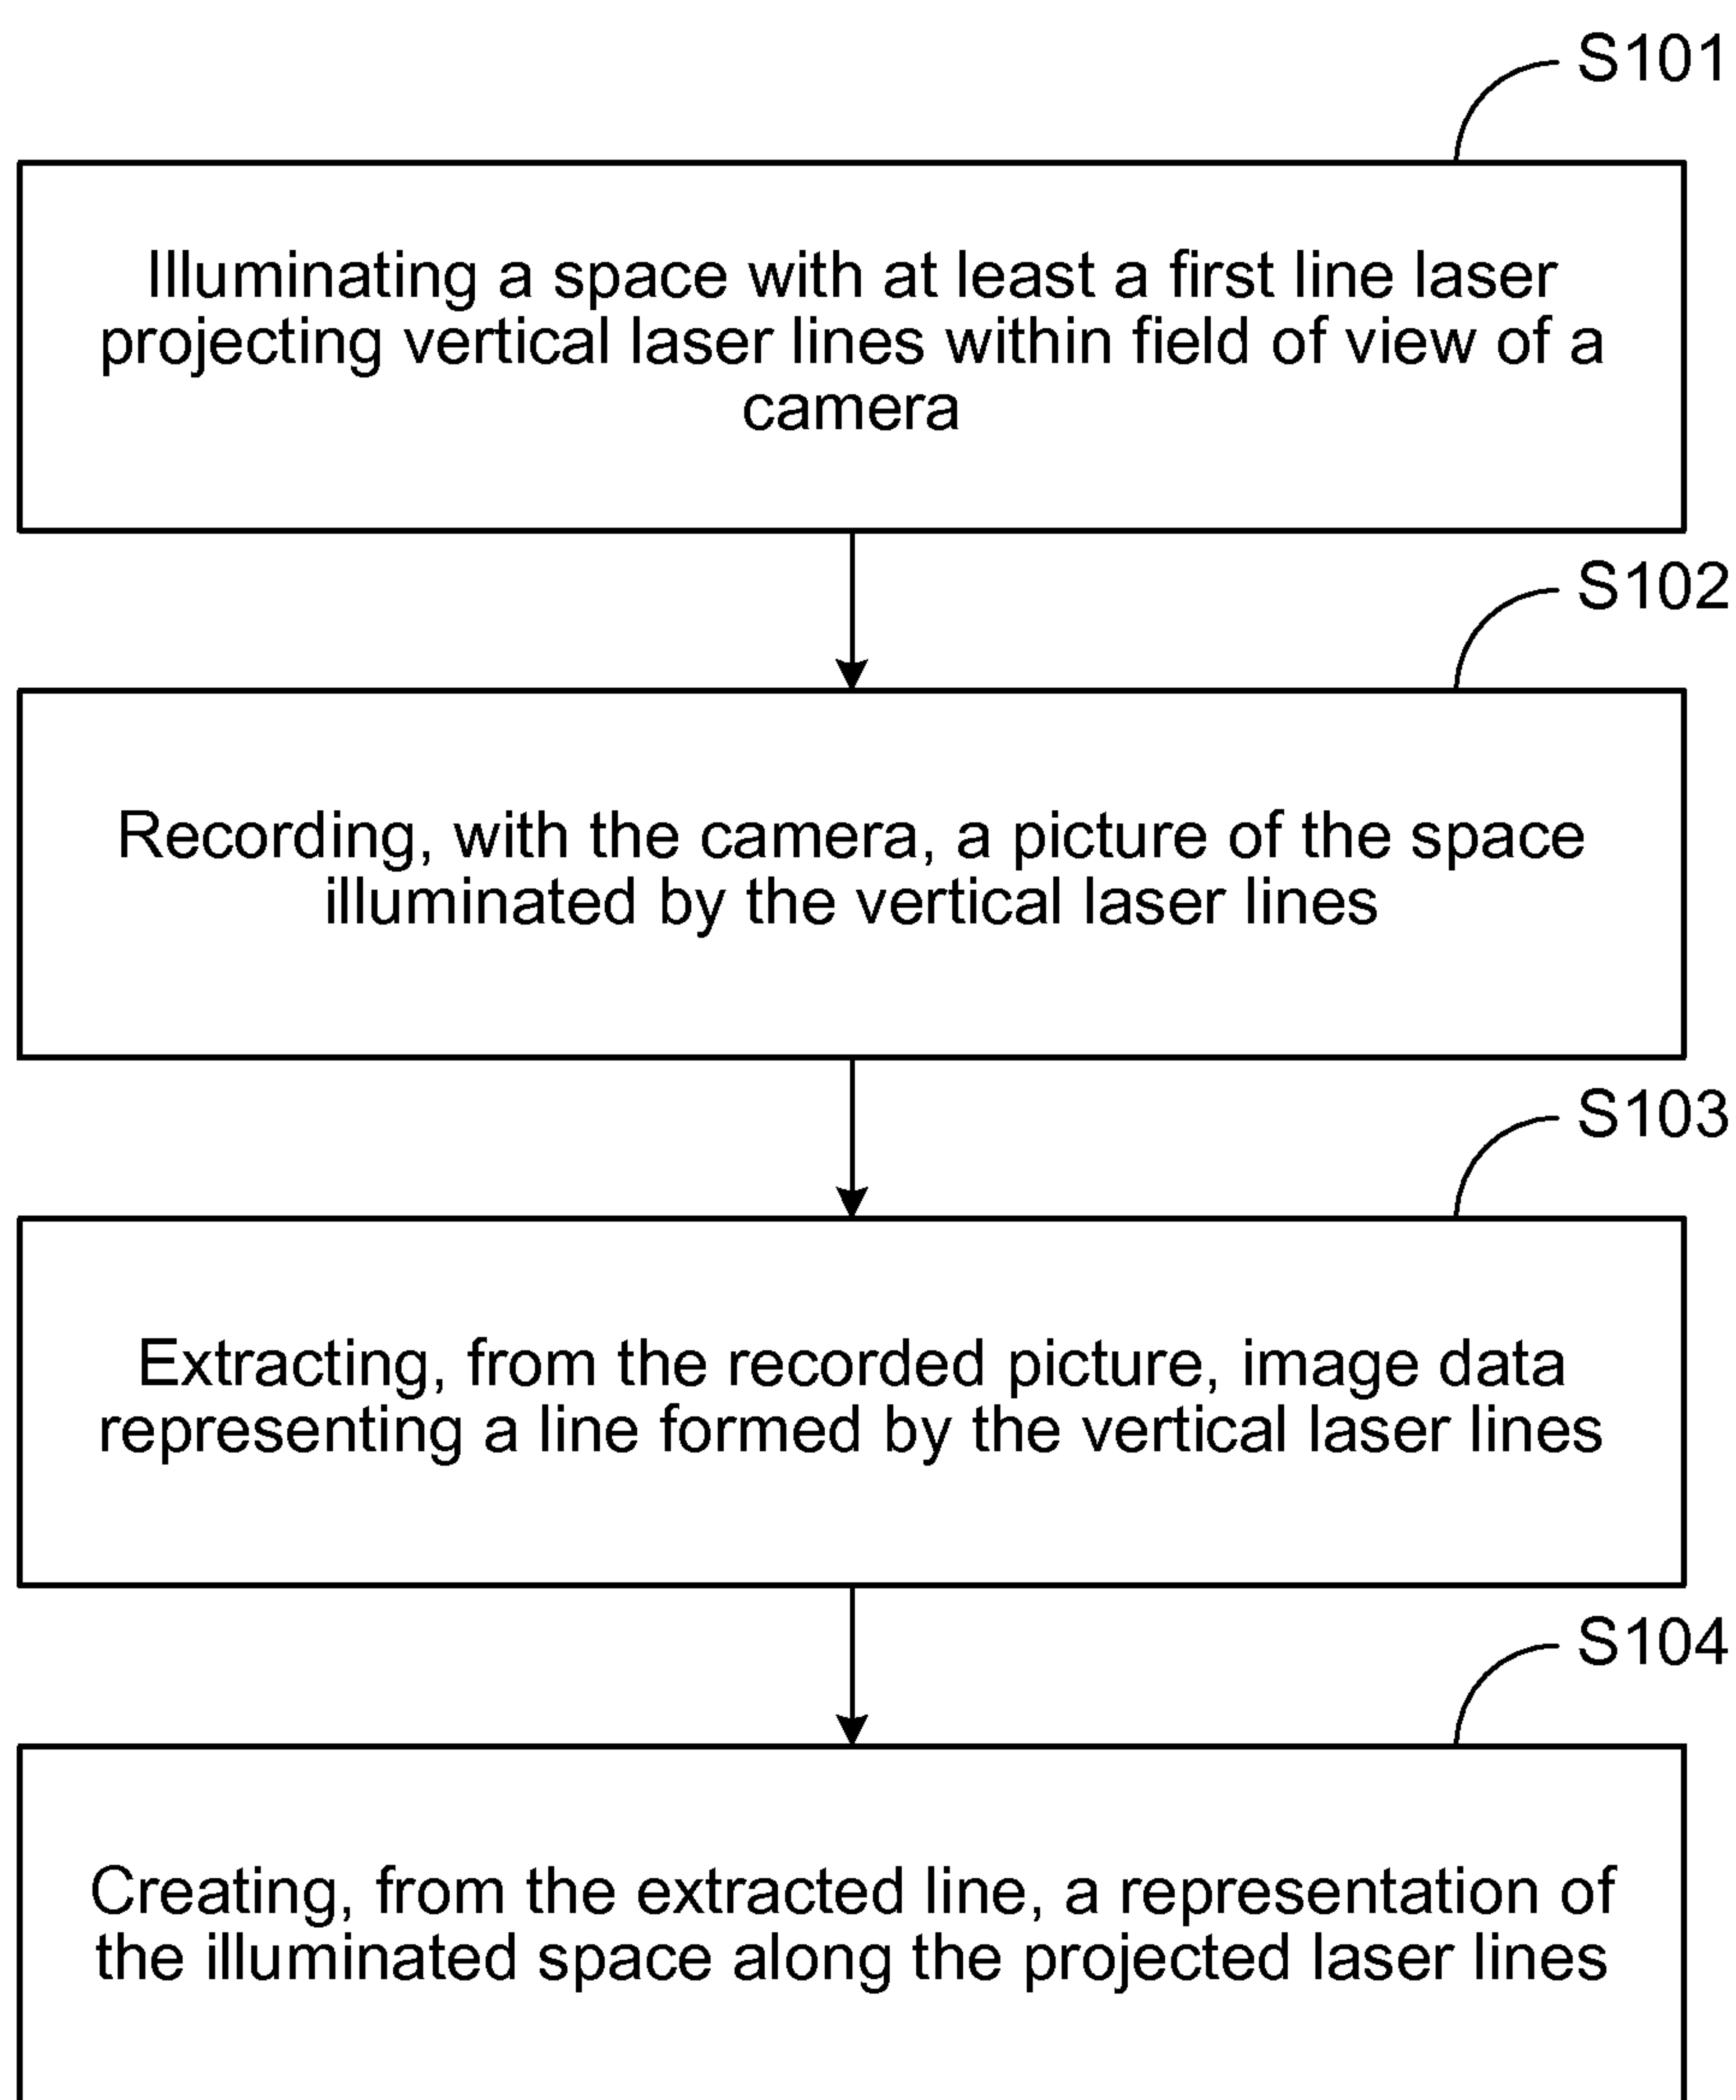 S101
Illuminating a space with at least a first line laser
projecting vertical laser lines within field of view of a
camera
S102
Recording, with the camera, a picture of the space
illuminated by the vertical laser lines
S103
Extracting, from the recorded picture, image data
representing a line formed by the vertical laser lines
S104
Creating, from the extracted line, a representation of
the illuminated space along the projected laser lines